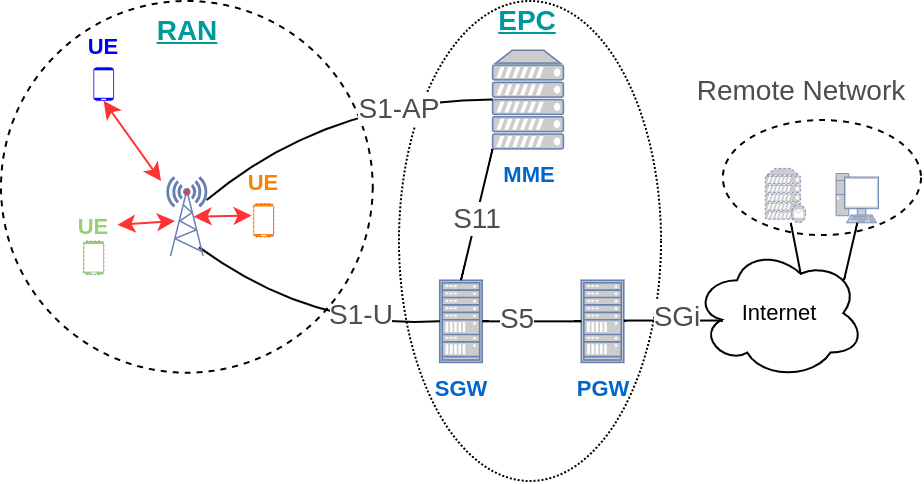 RAN
EPC
UE
Remote Network
S1-AP
MME
UE
S11
UE
Internet
S1-U
S5
SGi
SGW
PGW